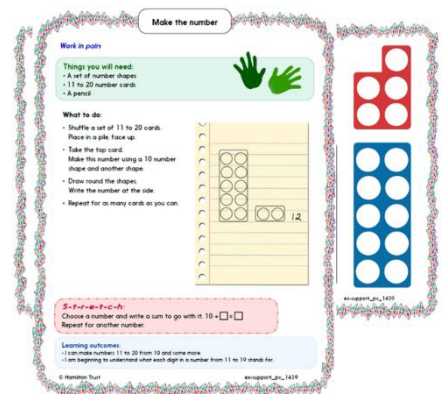 Make the number
Work in pairs
Things you will need:
• A set of number shapes
• 11 to 20 number cards
• A pencil
What to do:
• Shuffle a set of 11 to 20 cards.
Place in a pile, face up.
• Take the top card.
Make this number using a 10 number
shape and another shape.
• Draw round the shapes.
Write the number at the side.
• Repeat for as many cards as you can.
12
S-t-r-e-t-c-h:
Choose a number and write a sum to go with it: 10 + □ = □
Repeat for another number.
Learning outcomes:
• I can make numbers 11 to 20 from 10 and some more.
• I am beginning to understand what each digit in a number from 11 to 19 stands for.
© Hamilton Trust
ex-support_ps_1439
ex-support_ps_1439